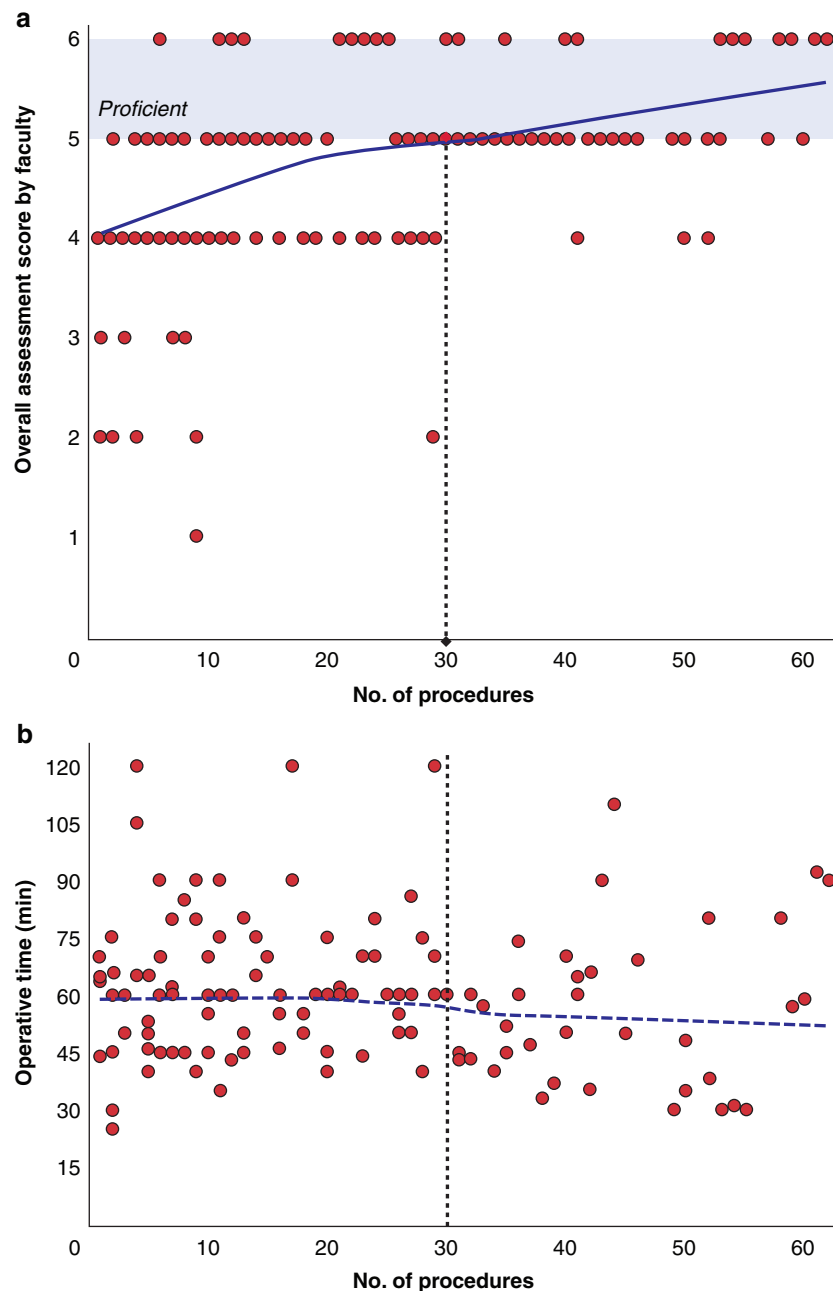 a
6
Proficient
5
4
3
2
1
0 10 20 30 40 50 60
Overall assessment score by faculty
No. of procedures
b
120
105
90
75
60
45
30
15
0 10 20 30 40 50 60
Operative time (min)
No. of procedures